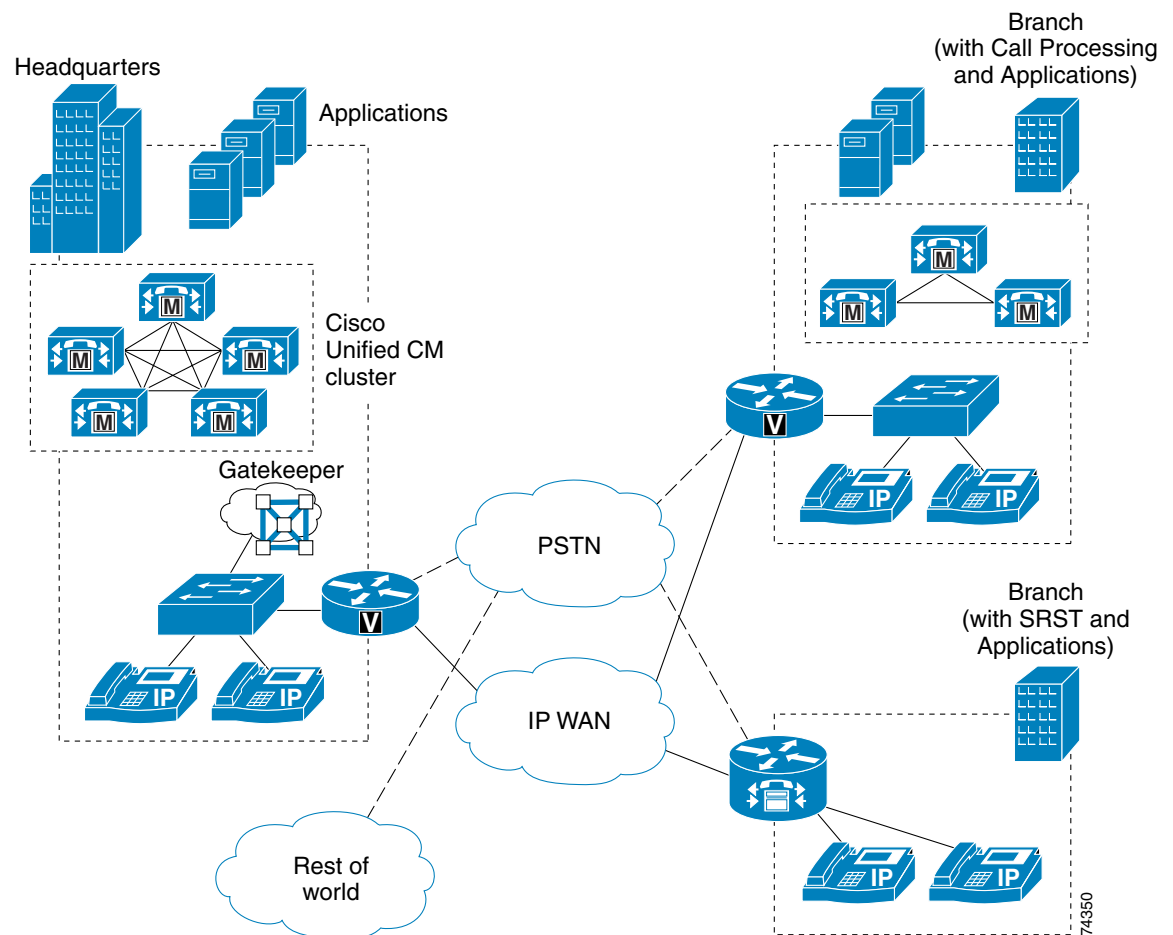 Headquarters
Applications
Branch
(with Call Processing
and Applications)
M
M
M
M
M
Cisco
Unified CM
cluster
M
M
M
Gatekeeper
V
IP
IP
PSTN
V
IP
IP
IP WAN
Branch
(with SRST and
Applications)
IP
IP
Rest of
world
74350